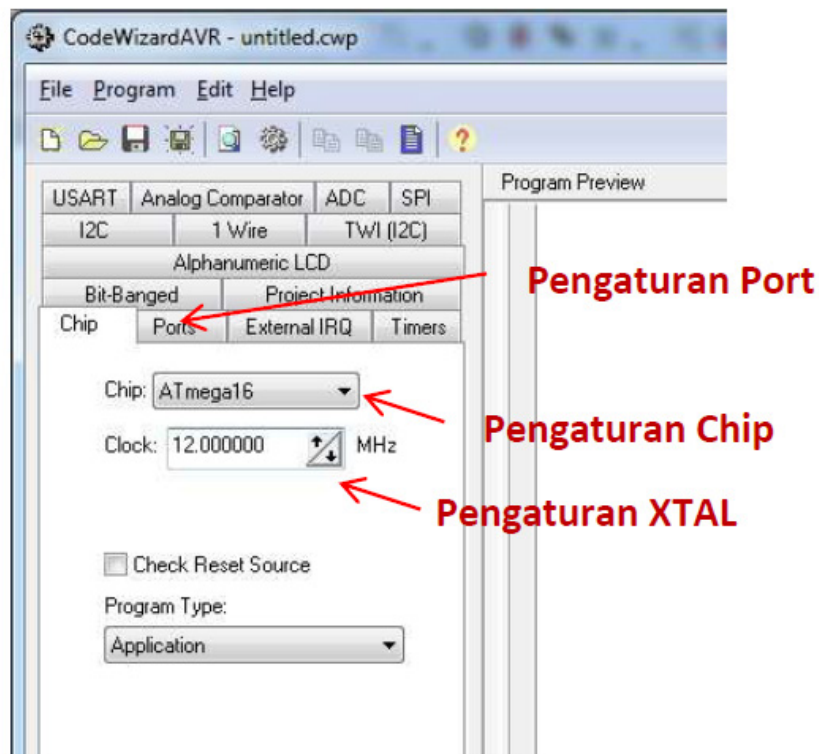 CodeWizardAVR - untitled.cwp
File Program Edit Help
USART Analog Comparator ADC SPI
I2C 1 Wire TWI (I2C)
Alphanumeric LCD
Bit-Banged Project Information
Chip Ports External IRQ Timers
Program Preview
Pengaturan Port
Chip: ATmega16
Pengaturan Chip
Clock: 12.000000 MHz
Pengaturan XTAL
Check Reset Source
Program Type:
Application